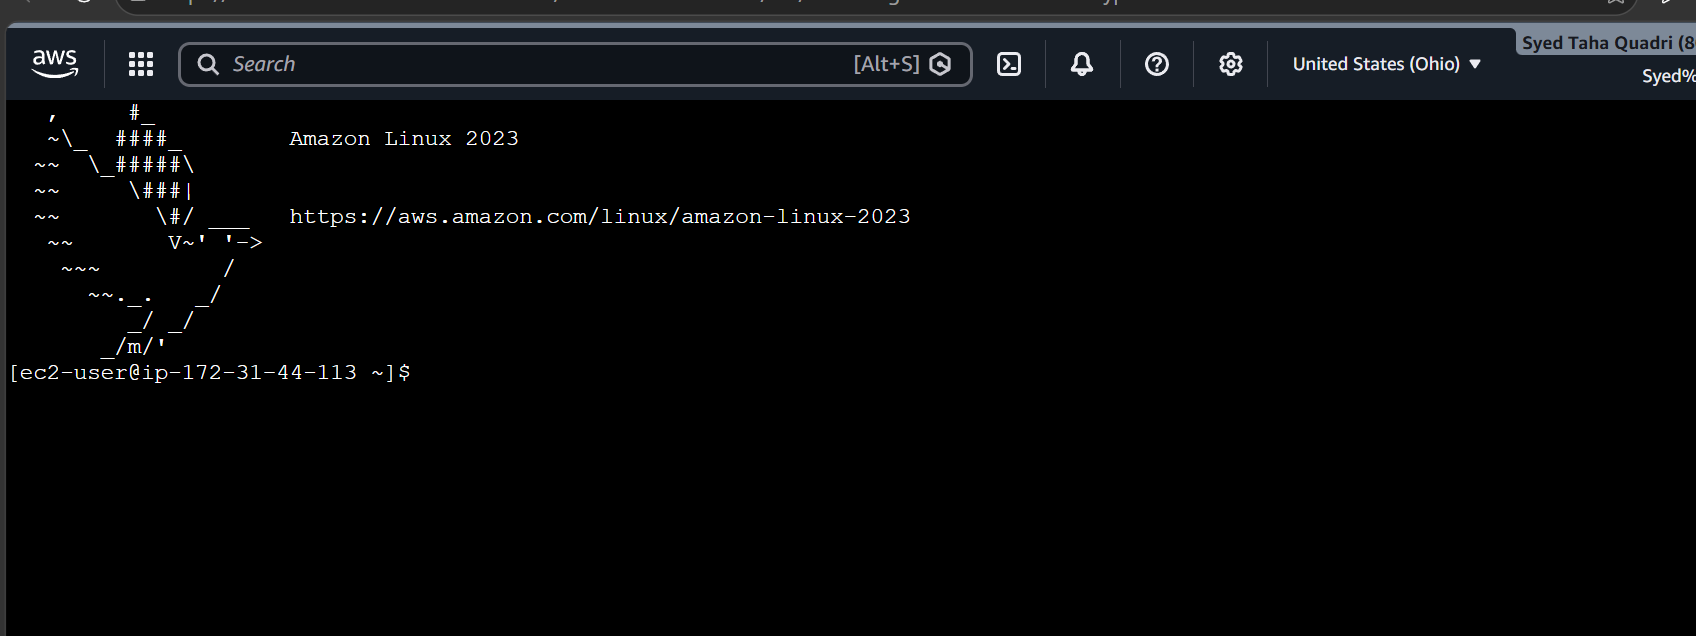 aws
Search [Alt+S]
United States (Ohio)
Syed Taha Quadri (8
Syed%
   ,     #_
   ~\_  ####_        Amazon Linux 2023
  ~~  \_#####\
  ~~     \###|
  ~~       \#/ ___   https://aws.amazon.com/linux/amazon-linux-2023
   ~~       V~' '->
    ~~~         /
      ~~._.   _/
         _/ _/
       _/m/'
[ec2-user@ip-172-31-44-113 ~]$